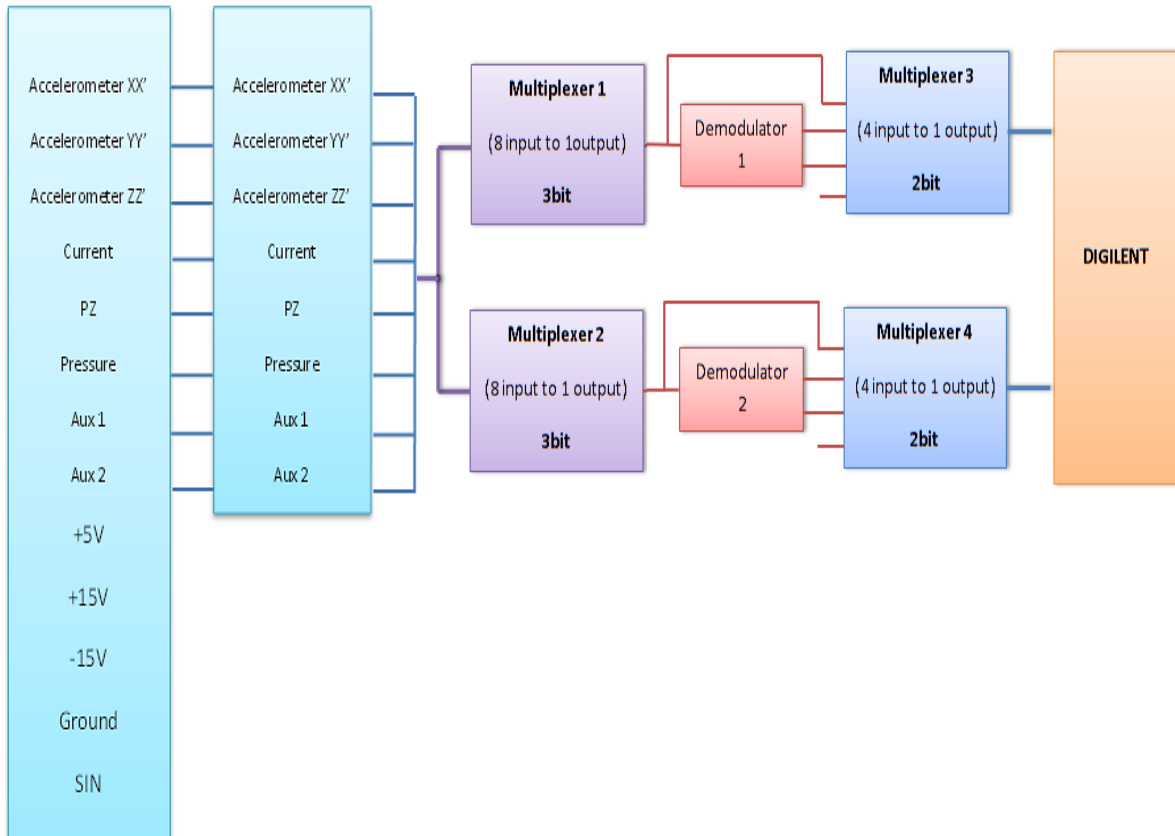 Accelerometer XX’
Accelerometer YY’
Accelerometer ZZ’
Current
PZ
Pressure
Aux 1
Aux 2
+5V
+15V
-15V
Ground
SIN
Accelerometer XX’
Accelerometer YY’
Accelerometer ZZ’
Current
PZ
Pressure
Aux 1
Aux 2
Multiplexer 1
(8 input to 1output)
3bit
Demodulator
1
Multiplexer 3
(4 input to 1 output)
2bit
Multiplexer 2
(8 input to 1 output)
3bit
Demodulator
2
Multiplexer 4
(4 input to 1 output)
2bit
DIGILENT